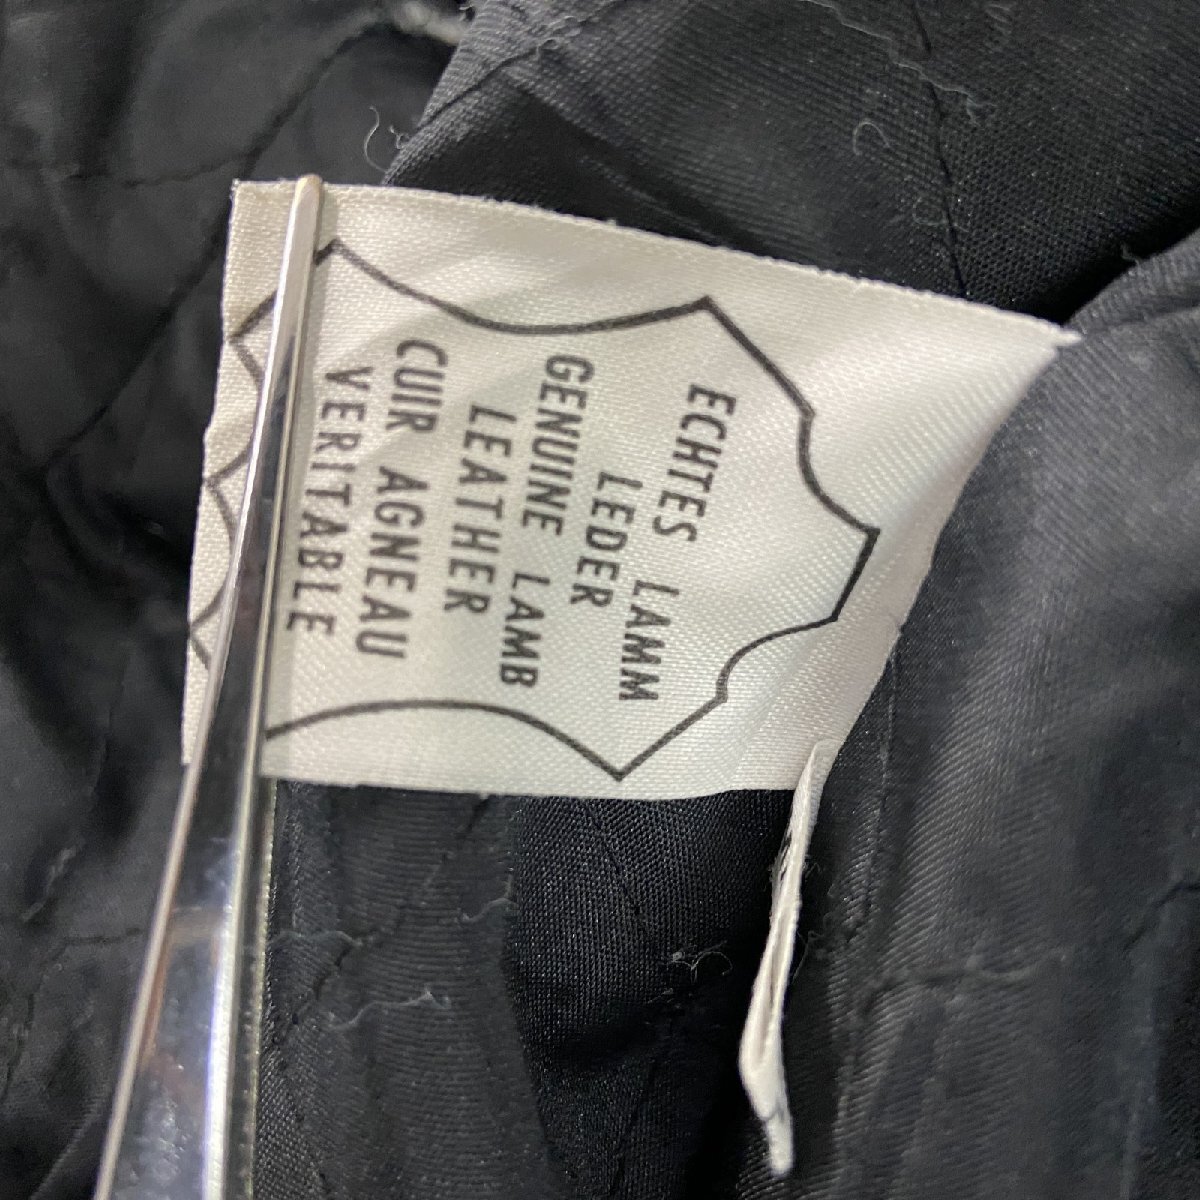 ECHTES LAMM
LEDER
GENUINE LAMB
LEATHER
CUIR AGNEAU
VERITABLE